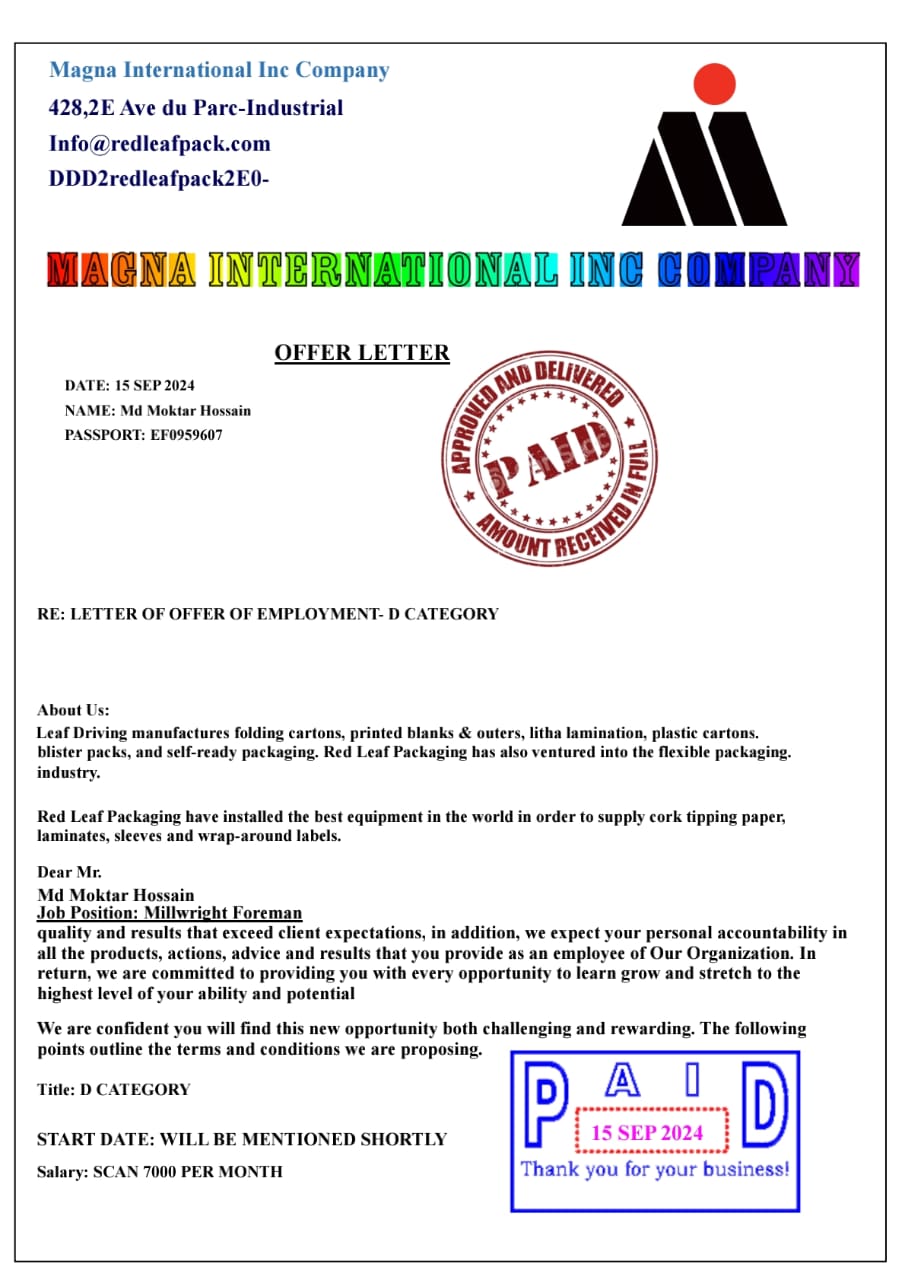 Magna International Inc Company
428,2E Ave du Parc-Industrial
Info@redleafpack.com
DDD2redleafpack2E0-
MAGNA INTERNATIONAL INC COMPANY
OFFER LETTER
DATE: 15 SEP 2024
NAME: Md Moktar Hossain
PASSPORT: EF0959607
APPROVED AND DELIVERED
PAID
AMOUNT RECEIVED IN FULL
RE: LETTER OF OFFER OF EMPLOYMENT- D CATEGORY
About Us:
Leaf Driving manufactures folding cartons, printed blanks & outers, litha lamination, plastic cartons.
blister packs, and self-ready packaging. Red Leaf Packaging has also ventured into the flexible packaging.
industry.
Red Leaf Packaging have installed the best equipment in the world in order to supply cork tipping paper,
laminates, sleeves and wrap-around labels.
Dear Mr.
Md Moktar Hossain
Job Position: Millwright Foreman
quality and results that exceed client expectations, in addition, we expect your personal accountability in
all the products, actions, advice and results that you provide as an employee of Our Organization. In
return, we are committed to providing you with every opportunity to learn grow and stretch to the
highest level of your ability and potential
We are confident you will find this new opportunity both challenging and rewarding. The following
points outline the terms and conditions we are proposing.
Title: D CATEGORY
START DATE: WILL BE MENTIONED SHORTLY
Salary: SCAN 7000 PER MONTH
PAID
15 SEP 2024
Thank you for your business!